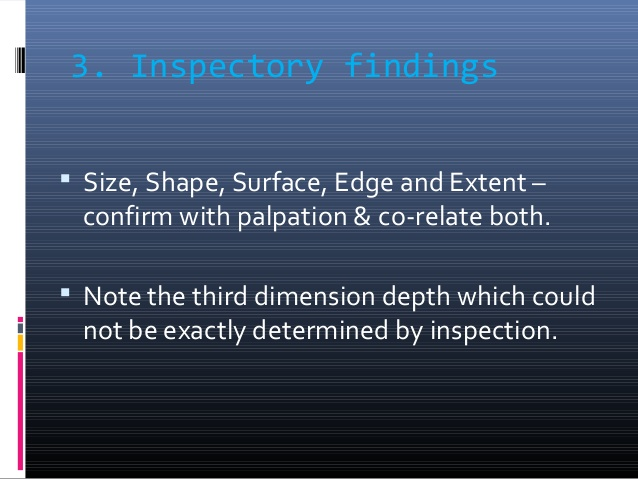 3. Inspectory findings
▪ Size, Shape, Surface, Edge and Extent –
confirm with palpation & co-relate both.
▪ Note the third dimension depth which could
not be exactly determined by inspection.